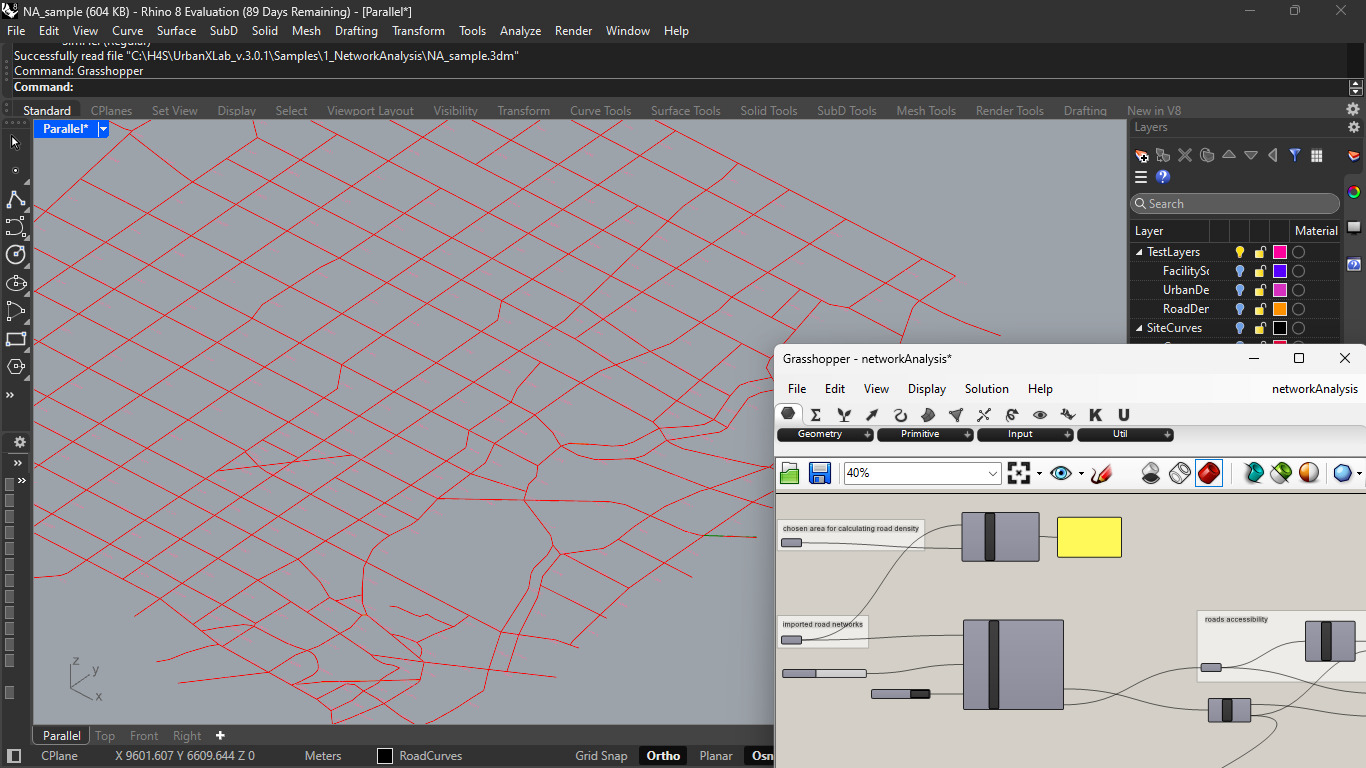 NA_sample (604 KB) - Rhino 8 Evaluation (89 Days Remaining) - [Parallel*]
File Edit View Curve Surface SubD Solid Mesh Drafting Transform Tools Analyze Render Window Help
Successfully read file "C:\H4S\UrbanXLab_v.3.0.1\Samples\1_NetworkAnalysis\NA_sample.3dm"
Command: Grasshopper
Command:
Standard CPlanes Set View Display Select Viewport Layout Visibility Transform Curve Tools Surface Tools Solid Tools SubD Tools Mesh Tools Render Tools Drafting New in V8
Parallel*
Layers
Search
Layer Material
TestLayers
FacilitySc
UrbanDe
RoadDer
SiteCurves
Grasshopper - networkAnalysis*
File Edit View Display Solution Help networkAnalysis
K U
Geometry Primitive Input Util
40%
chosen area for calculating road density
imported road networks
roads accessibility
z
y
x
Parallel Top Front Right
CPlane X 9601.607 Y 6609.644 Z 0 Meters RoadCurves Grid Snap Ortho Planar Osn